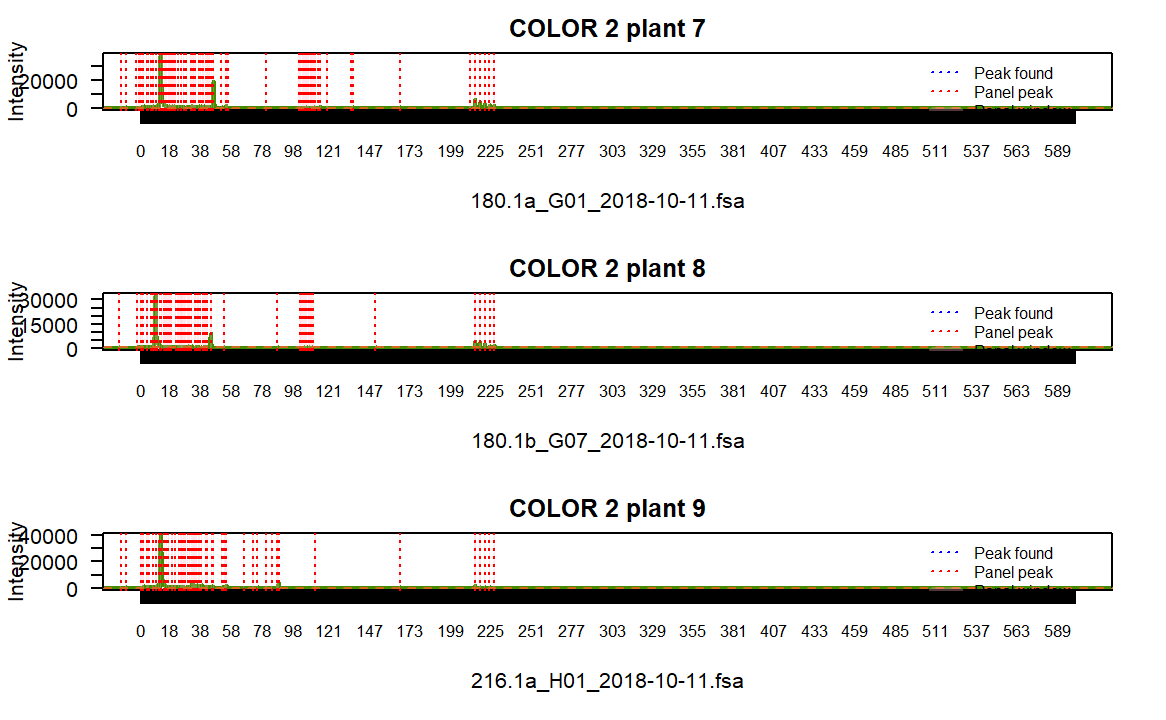 COLOR 2 plant 7
Intensity
20000
0
Peak found
Panel peak
0 18 38 58 78 98 121 147 173 199 225 251 277 303 329 355 381 407 433 459 485 511 537 563 589
180.1a_G01_2018-10-11.fsa
COLOR 2 plant 8
Intensity
30000
15000
0
Peak found
Panel peak
0 18 38 58 78 98 121 147 173 199 225 251 277 303 329 355 381 407 433 459 485 511 537 563 589
180.1b_G07_2018-10-11.fsa
COLOR 2 plant 9
Intensity
40000
20000
0
Peak found
Panel peak
0 18 38 58 78 98 121 147 173 199 225 251 277 303 329 355 381 407 433 459 485 511 537 563 589
216.1a_H01_2018-10-11.fsa